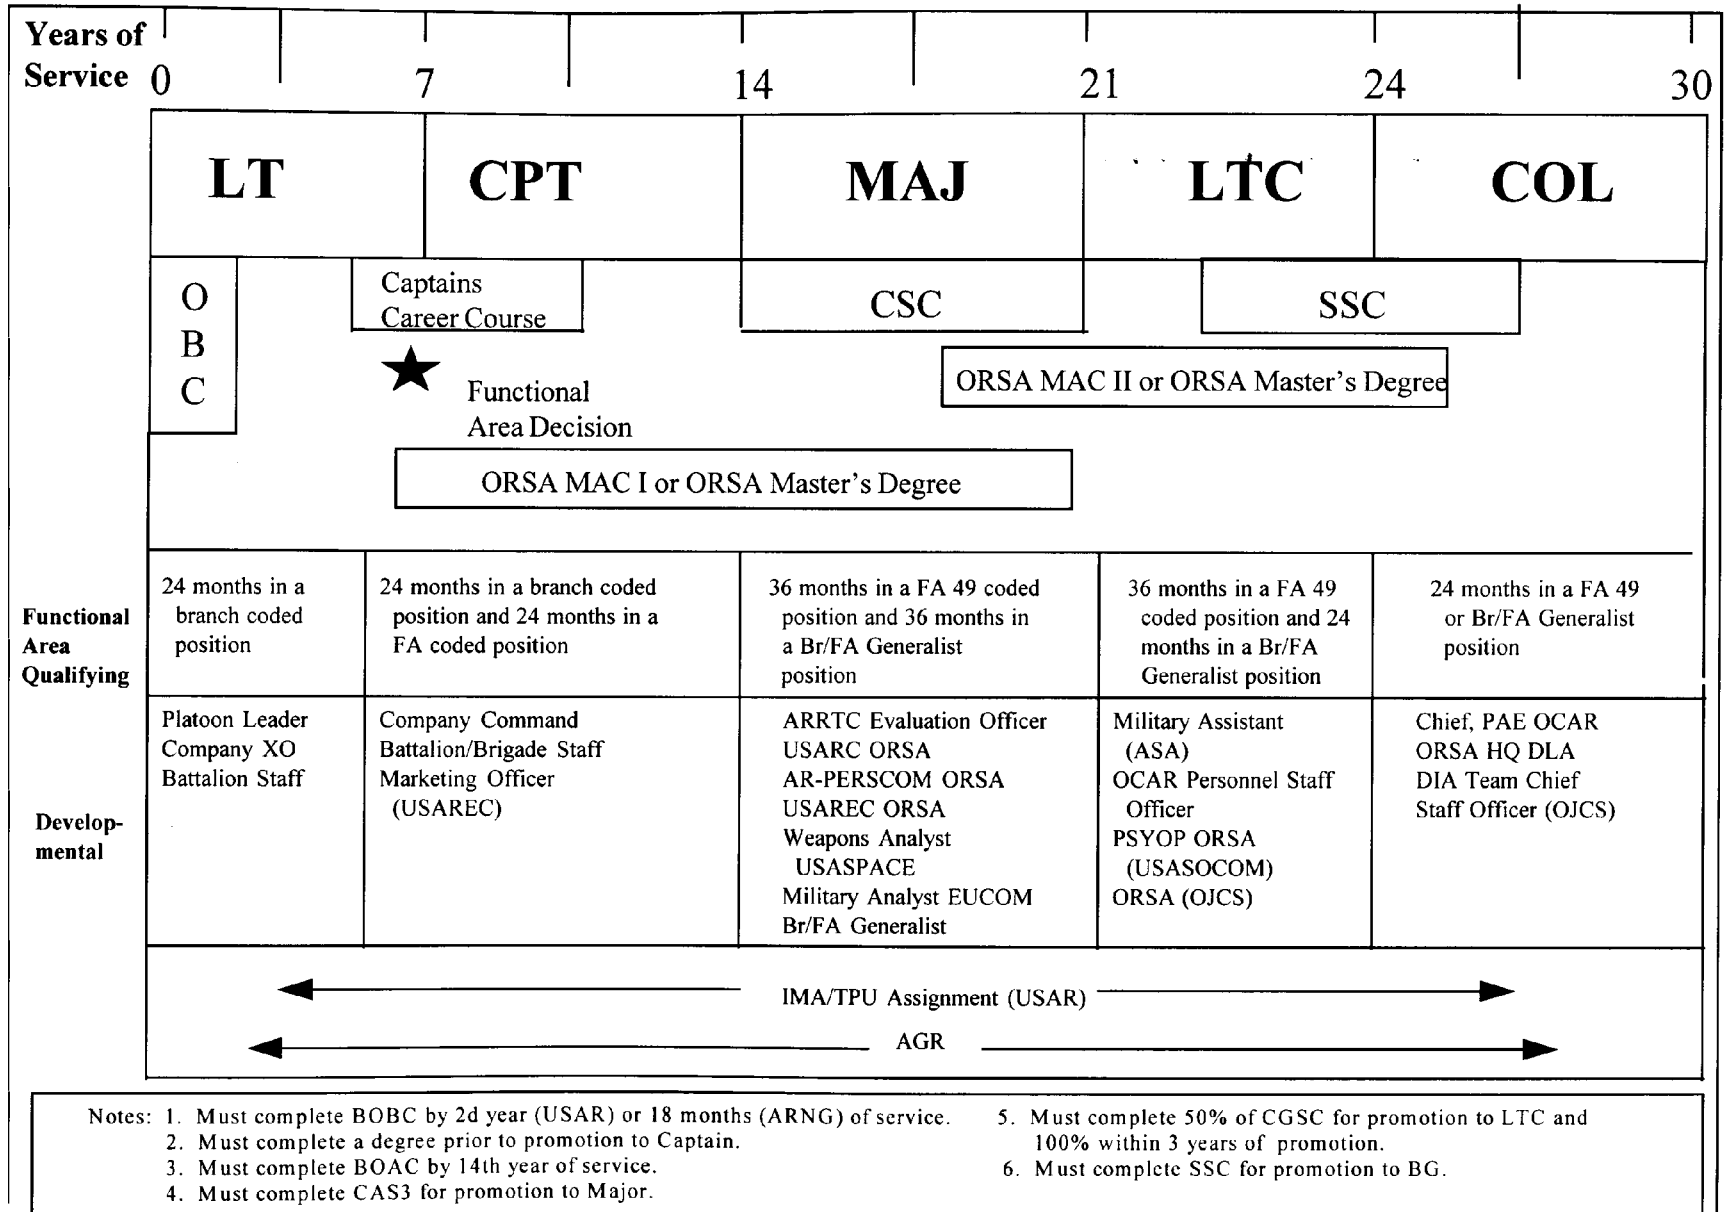 Years of
Service 0 7 14 21 24 30
LT CPT MAJ LTC COL
O
B
C
Captains
Career Course
CSC
SSC
ORSA MAC II or ORSA Master's Degree
Functional
Area Decision
ORSA MAC I or ORSA Master's Degree
Functional
Area
Qualifying
24 months in a
branch coded
position
24 months in a branch coded
position and 24 months in a
FA coded position
36 months in a FA 49 coded
position and 36 months in
a Br/FA Generalist
position
36 months in a FA 49
coded position and 24
months in a Br/FA
Generalist position
24 months in a FA 49
or Br/FA Generalist
position
Develop-
mental
Platoon Leader
Company XO
Battalion Staff
Company Command
Battalion/Brigade Staff
Marketing Officer
(USAREC)
ARRTC Evaluation Officer
USARC ORSA
AR-PERSCOM ORSA
USAREC ORSA
Weapons Analyst
USASPACE
Military Analyst EUCOM
Br/FA Generalist
Military Assistant
(ASA)
OCAR Personnel Staff
Officer
PSYOP ORSA
(USASOCOM)
ORSA (OJCS)
Chief, PAE OCAR
ORSA HQ DLA
DIA Team Chief
Staff Officer (OJCS)
IMA/TPU Assignment (USAR)
AGR
Notes: 1. Must complete BOBC by 2d year (USAR) or 18 months (ARNG) of service.
2. Must complete a degree prior to promotion to Captain.
3. Must complete BOAC by 14th year of service.
4. Must complete CAS3 for promotion to Major.
5. Must complete 50% of CGSC for promotion to LTC and
100% within 3 years of promotion.
6. Must complete SSC for promotion to BG.